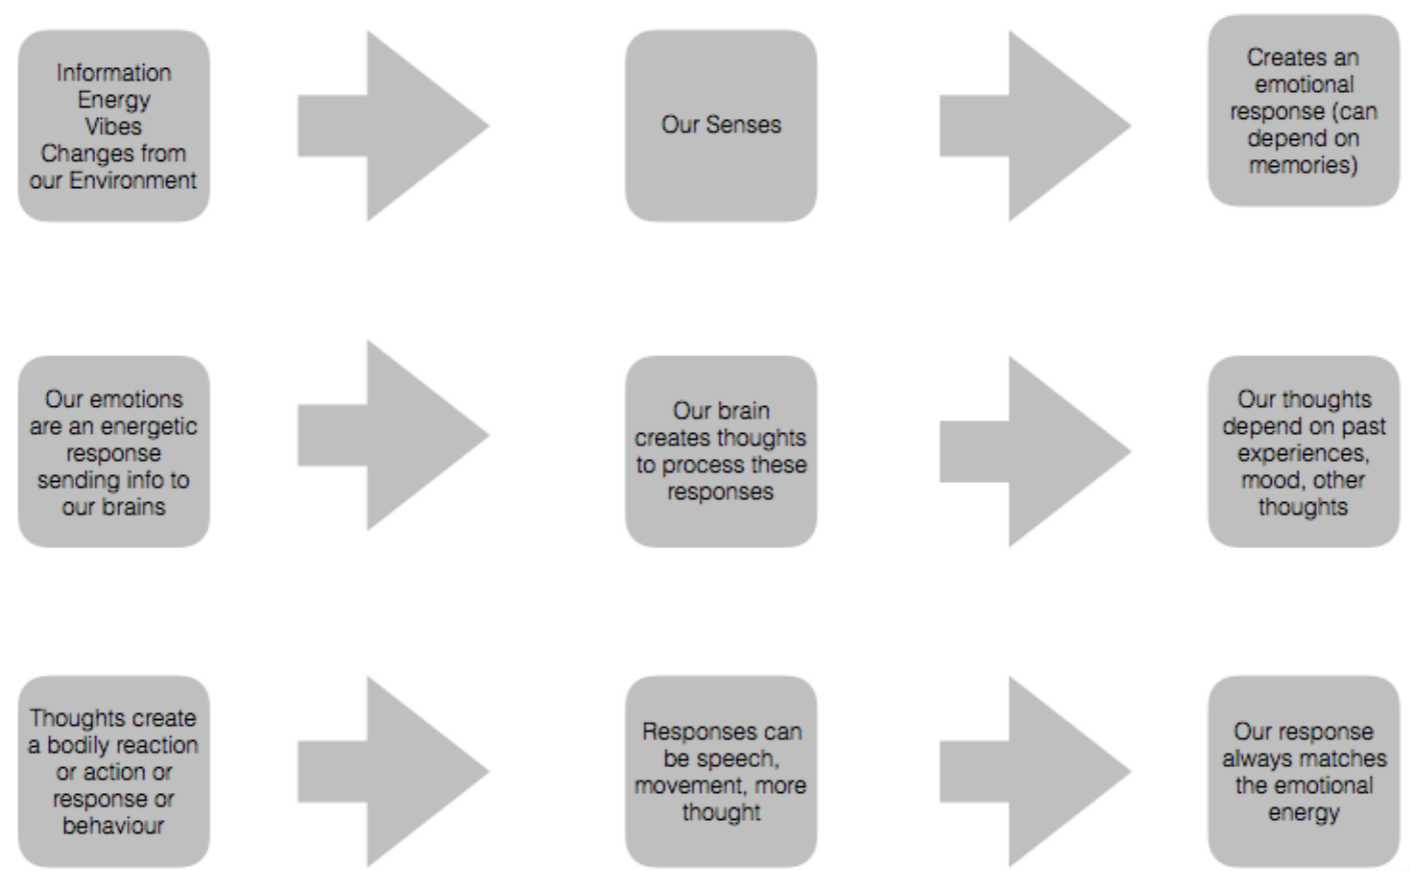 Information
Energy
Vibes
Changes from
our Environment
Our Senses
Creates an
emotional
response (can
depend on
memories)
Our emotions
are an energetic
response
sending info to
our brains
Our brain
creates thoughts
to process these
responses
Our thoughts
depend on past
experiences,
mood, other
thoughts
Thoughts create
a bodily reaction
or action or
response or
behaviour
Responses can
be speech,
movement, more
thought
Our response
always matches
the emotional
energy